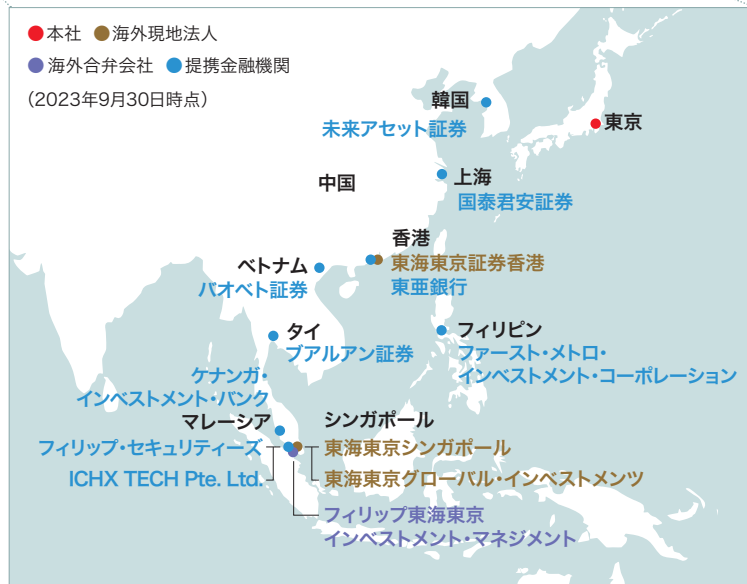 本社 海外現地法人
海外合弁会社 提携金融機関
（2023年9月30日時点）
韓国
未来アセット証券
東京
中国
上海
国泰君安証券
香港
東海東京証券香港
東亜銀行
ベトナム
バオベト証券
タイ
ブアルアン証券
フィリピン
ファースト・メトロ・
インベストメント・コーポレーション
ケナンガ・
インベストメント・バンク
マレーシア
シンガポール
フィリップ・セキュリティーズ
ICHX TECH Pte. Ltd.
東海東京シンガポール
東海東京グローバル・インベストメンツ
フィリップ東海東京
インベストメント・マネジメント